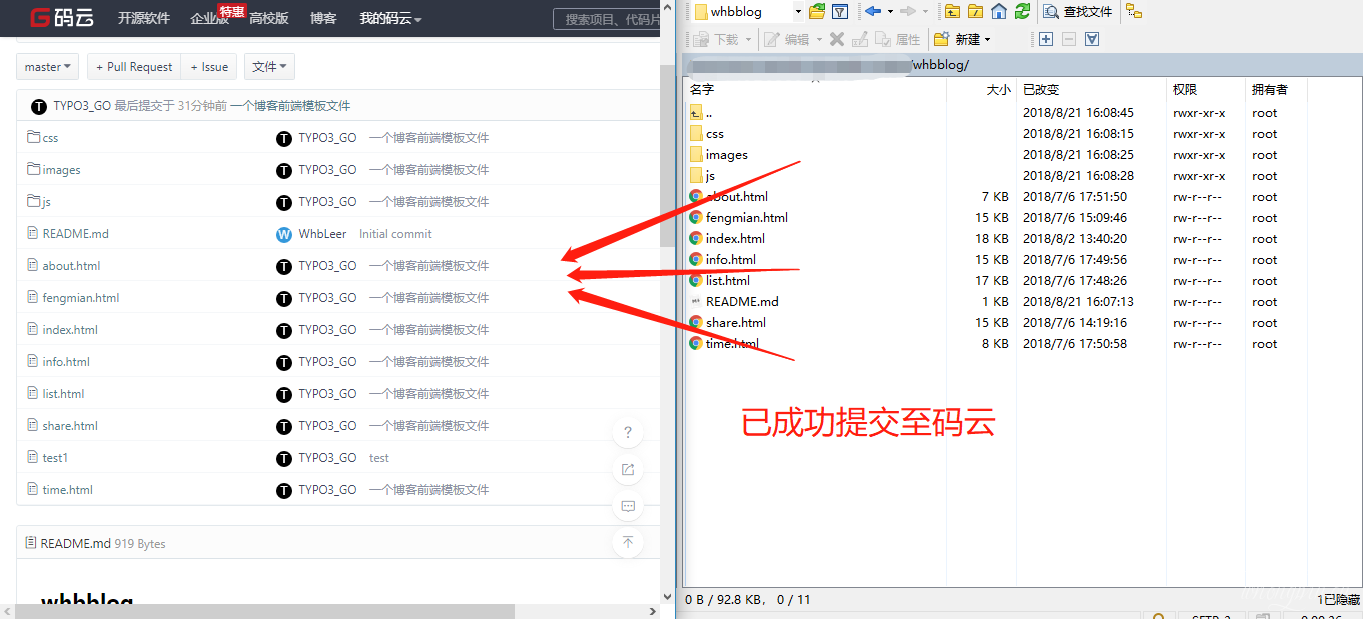 码云 开源软件 企业版 特惠 高校版 博客 我的码云 搜索项目、代码片
master + Pull Request + Issue 文件
T TYPO3_GO 最后提交于 31分钟前 一个博客前端模板文件
css T TYPO3_GO 一个博客前端模板文件
images T TYPO3_GO 一个博客前端模板文件
js T TYPO3_GO 一个博客前端模板文件
README.md W WhbLeer Initial commit
about.html T TYPO3_GO 一个博客前端模板文件
fengmian.html T TYPO3_GO 一个博客前端模板文件
index.html T TYPO3_GO 一个博客前端模板文件
info.html T TYPO3_GO 一个博客前端模板文件
list.html T TYPO3_GO 一个博客前端模板文件
share.html T TYPO3_GO 一个博客前端模板文件
test1 T TYPO3_GO test
time.html T TYPO3_GO 一个博客前端模板文件
?
README.md 919 Bytes
whbblog
whbblog 查找文件
下载 编辑 属性 新建
/whbblog/
名字 大小 已改变 权限 拥有者
.. 2018/8/21 16:08:45 rwxr-xr-x root
css 2018/8/21 16:08:15 rwxr-xr-x root
images 2018/8/21 16:08:25 rwxr-xr-x root
js 2018/8/21 16:08:28 rwxr-xr-x root
about.html 7 KB 2018/7/6 17:51:50 rw-r--r-- root
fengmian.html 15 KB 2018/7/6 15:09:46 rw-r--r-- root
index.html 18 KB 2018/8/2 13:40:20 rw-r--r-- root
info.html 15 KB 2018/7/6 17:49:56 rw-r--r-- root
list.html 17 KB 2018/7/6 17:48:26 rw-r--r-- root
README.md 1 KB 2018/8/21 16:07:13 rw-r--r-- root
share.html 15 KB 2018/7/6 14:19:16 rw-r--r-- root
time.html 8 KB 2018/7/6 17:50:58 rw-r--r-- root
已成功提交至码云
0 B / 92.8 KB, 0 / 11 1已隐藏